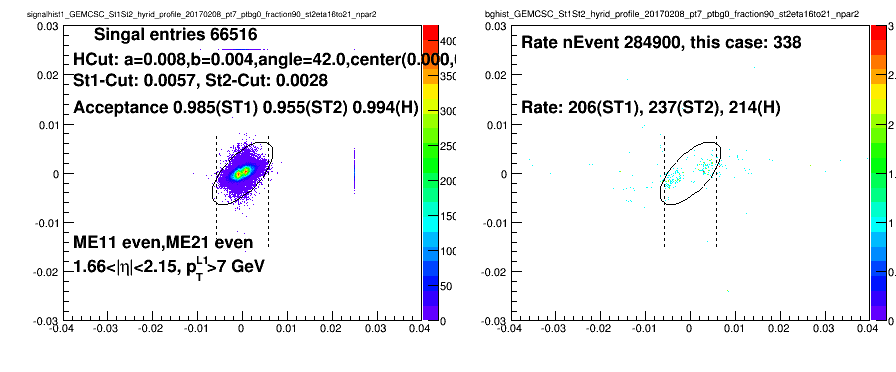 signalhist1_GEMCSC_St1St2_hyrid_profile_20170208_pt7_ptbg0_fraction90_st2eta16to21_npar2
Singal entries 66516
HCut: a=0.008,b=0.004,angle=42.0,center(0.000,
St1-Cut: 0.0057, St2-Cut: 0.0028
Acceptance 0.985(ST1) 0.955(ST2) 0.994(H)
ME11 even,ME21 even
1.66<|η|<2.15, p_T^L1>7 GeV
0.03
0.02
0.01
0
-0.01
-0.02
-0.03
-0.04 -0.03 -0.02 -0.01 0 0.01 0.02 0.03 0.04
400
350
300
250
200
150
100
50
0
bghist_GEMCSC_St1St2_hyrid_profile_20170208_pt7_ptbg0_fraction90_st2eta16to21_npar2
Rate nEvent 284900, this case: 338
Rate: 206(ST1), 237(ST2), 214(H)
0.03
0.02
0.01
0
-0.01
-0.02
-0.03
-0.04 -0.03 -0.02 -0.01 0 0.01 0.02 0.03 0.04